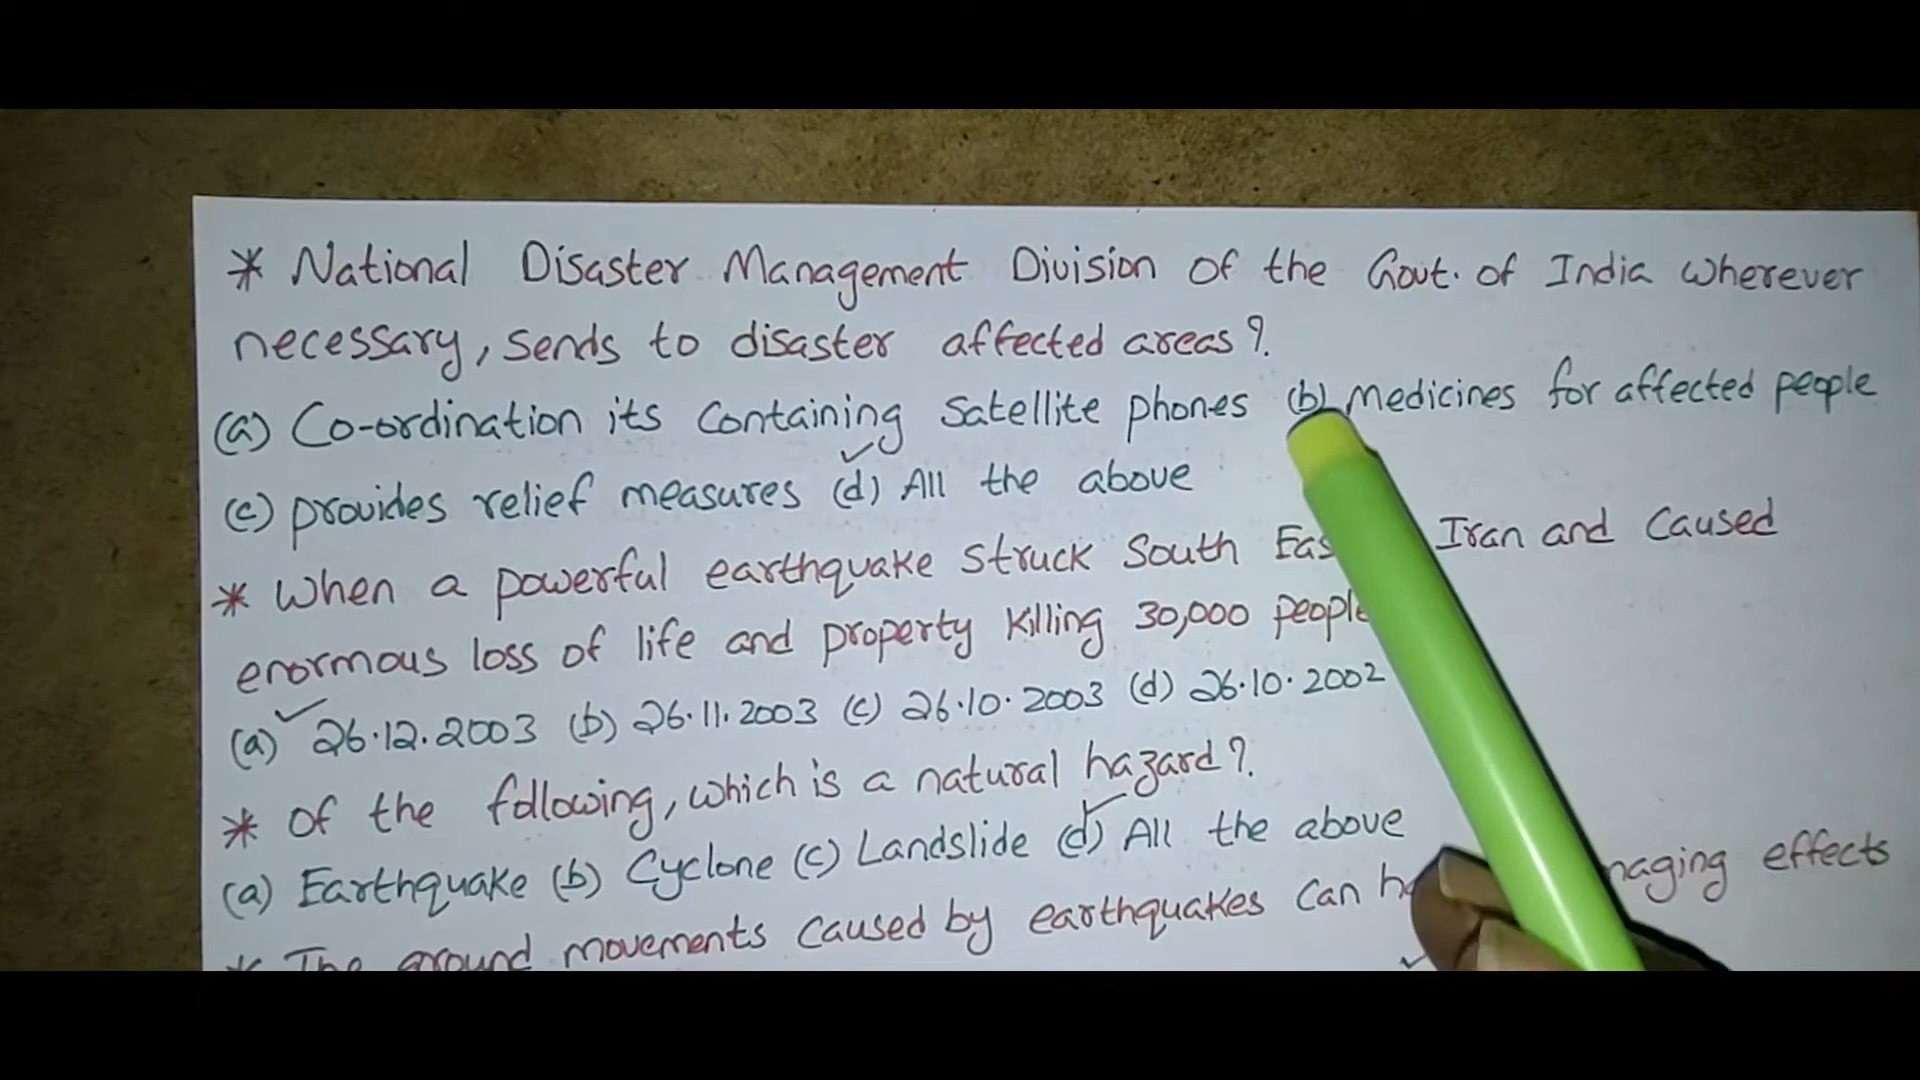 * National Disaster Management Division of the Govt. of India wherever
necessary, sends to disaster affected areas?
(a) Co-ordination its containing satellite phones (b) medicines for affected people
(c) provides relief measures (d) All the above
* When a powerful earthquake struck South Eas Iran and caused
enormous loss of life and property killing 30,000 people
(a) 26.12.2003 (b) 26.11.2003 (c) 26.10.2003 (d) 26.10.2002
* Of the following, which is a natural hazard?
(a) Earthquake (b) Cyclone (c) Landslide (d) All the above
* The ground movements caused by earthquakes can effects